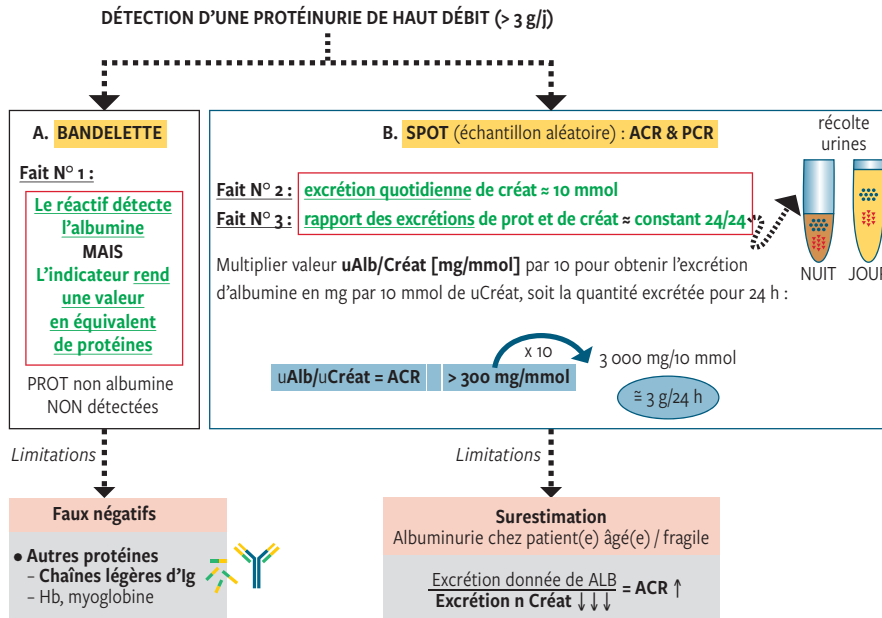 DÉTECTION D'UNE PROTÉINURIE DE HAUT DÉBIT (> 3 g/j)
A. BANDELETTE
Fait N° 1 :
Le réactif détecte
l'albumine
MAIS
L'indicateur rend
une valeur
en équivalent
de protéines
PROT non albumine
NON détectées
B. SPOT (échantillon aléatoire) : ACR & PCR
récolte
urines
Fait N° 2 : excrétion quotidienne de créat ≈ 10 mmol
Fait N° 3 : rapport des excrétions de prot et de créat ≈ constant 24/24
NUIT JOUR
Multiplier valeur uAlb/Créat [mg/mmol] par 10 pour obtenir l'excrétion
d'albumine en mg par 10 mmol de uCréat, soit la quantité excrétée pour 24 h :
x 10
uAlb/uCréat = ACR > 300 mg/mmol
3 000 mg/10 mmol
≅ 3 g/24 h
Limitations
Limitations
Faux négatifs
• Autres protéines
– Chaînes légères d'Ig
– Hb, myoglobine
Surestimation
Albuminurie chez patient(e) âgé(e) / fragile
Excrétion donnée de ALB
Excrétion n Créat ↓↓↓ = ACR ↑